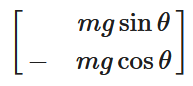 mg sin θ
− mg cos θ